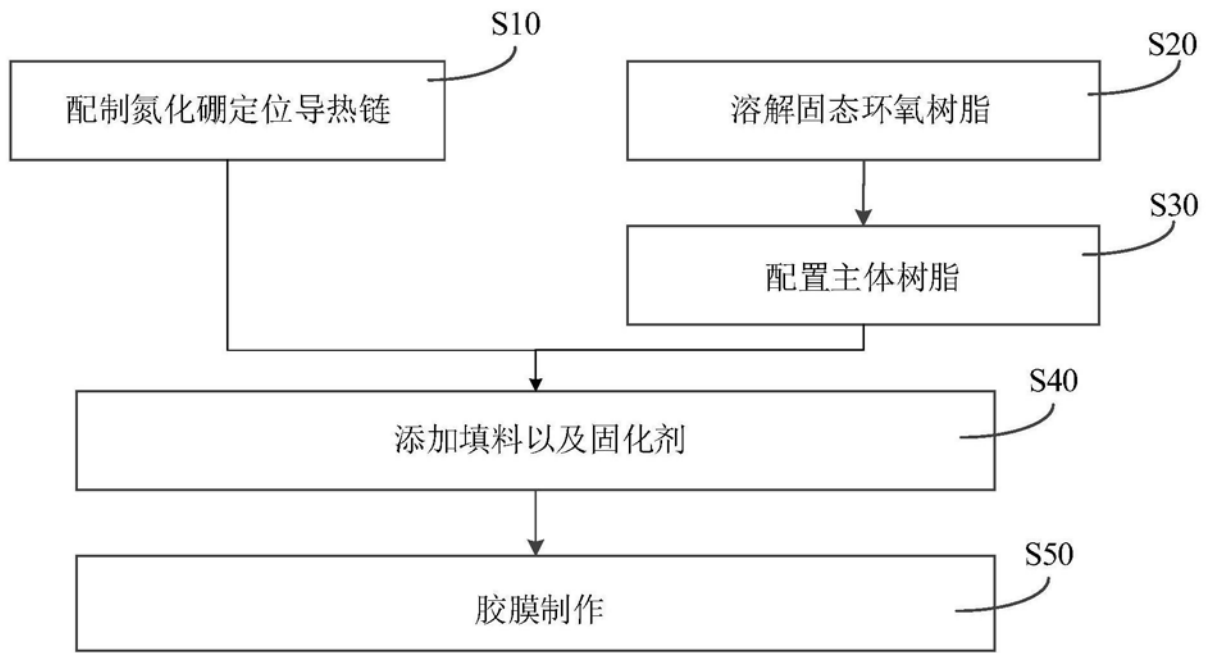 S10
配制氮化硼定位导热链
S20
溶解固态环氧树脂
S30
配置主体树脂
S40
添加填料以及固化剂
S50
胶膜制作